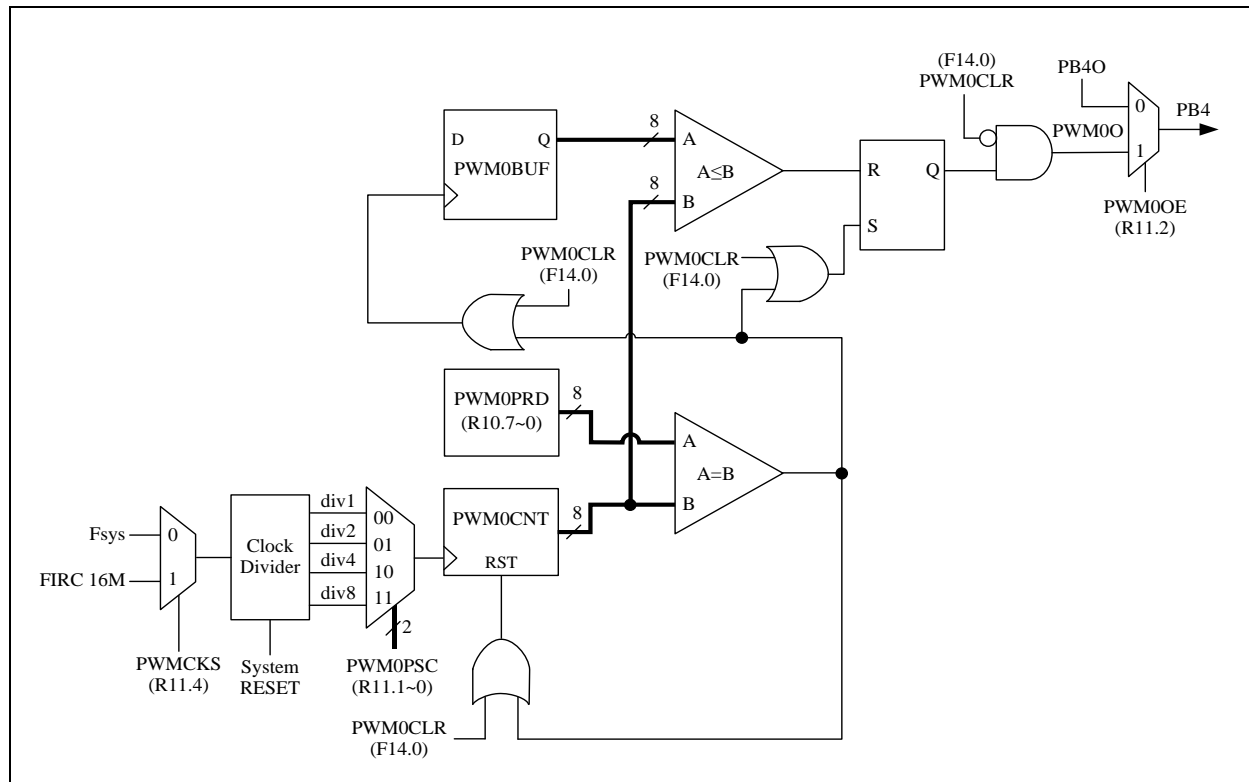 (F14.0)
PWM0CLR
PB4O
0
PB4
PWM0O
1
PWM0OE
(R11.2)
D
Q
PWM0BUF
8
A
A≤B
8
B
R
Q
S
PWM0CLR
(F14.0)
PWM0CLR
(F14.0)
PWM0PRD
(R10.7~0)
8
A
A=B
B
PWM0CNT
8
RST
Fsys
0
FIRC 16M
1
PWMCKS
(R11.4)
Clock
Divider
System
RESET
div1
div2
div4
div8
00
01
10
11
2
PWM0PSC
(R11.1~0)
PWM0CLR
(F14.0)